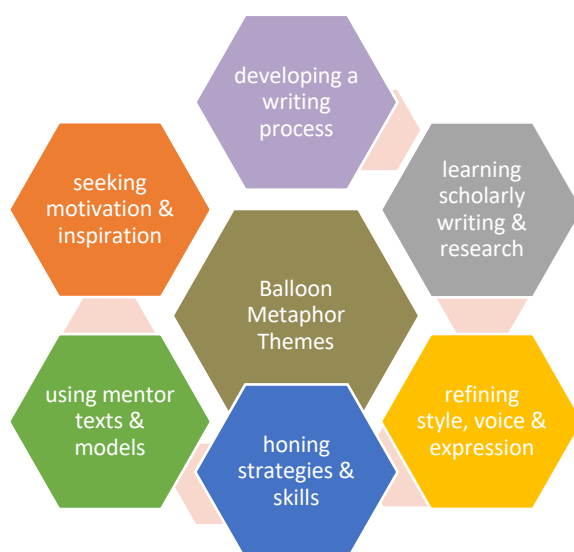 developing a
writing
process
learning
scholarly
writing &
research
refining
style, voice &
expression
honing
strategies &
skills
using mentor
texts &
models
seeking
motivation &
inspiration
Balloon
Metaphor
Themes